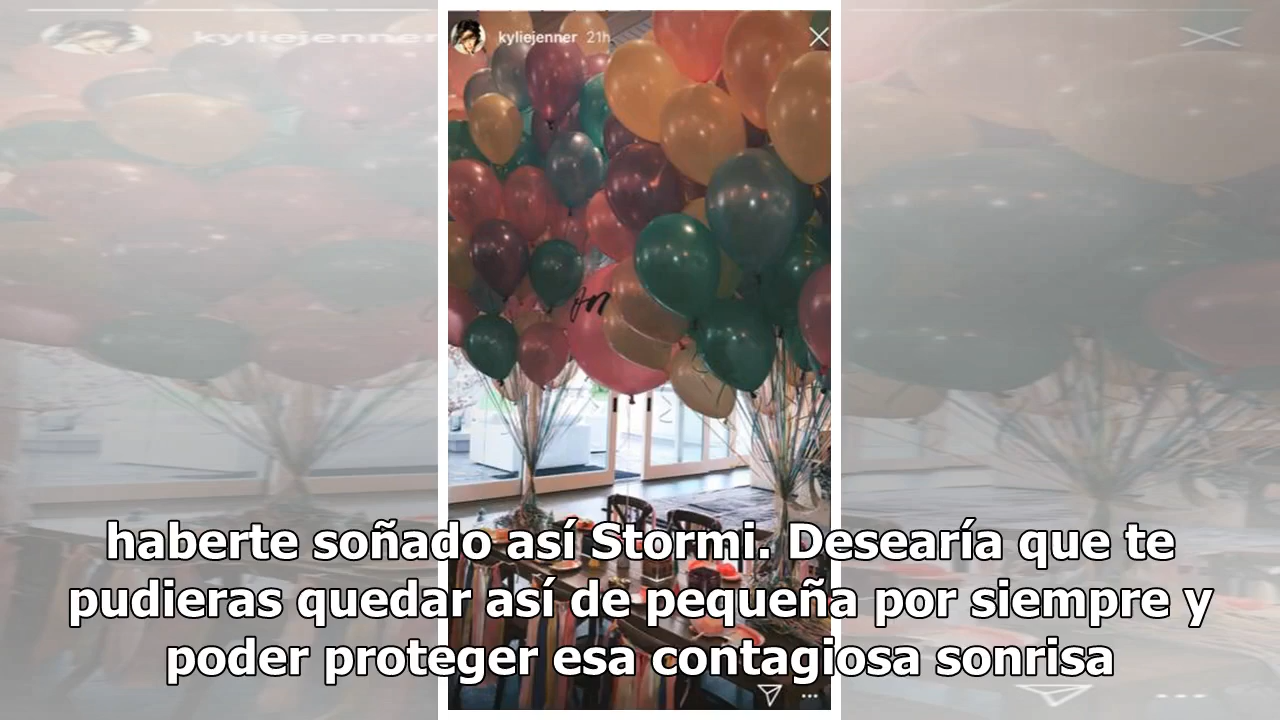 kyliejenner 21h
kyliejenner
haberte soñado así Stormi. Desearía que te
pudieras quedar así de pequeña por siempre y
poder proteger esa contagiosa sonrisa